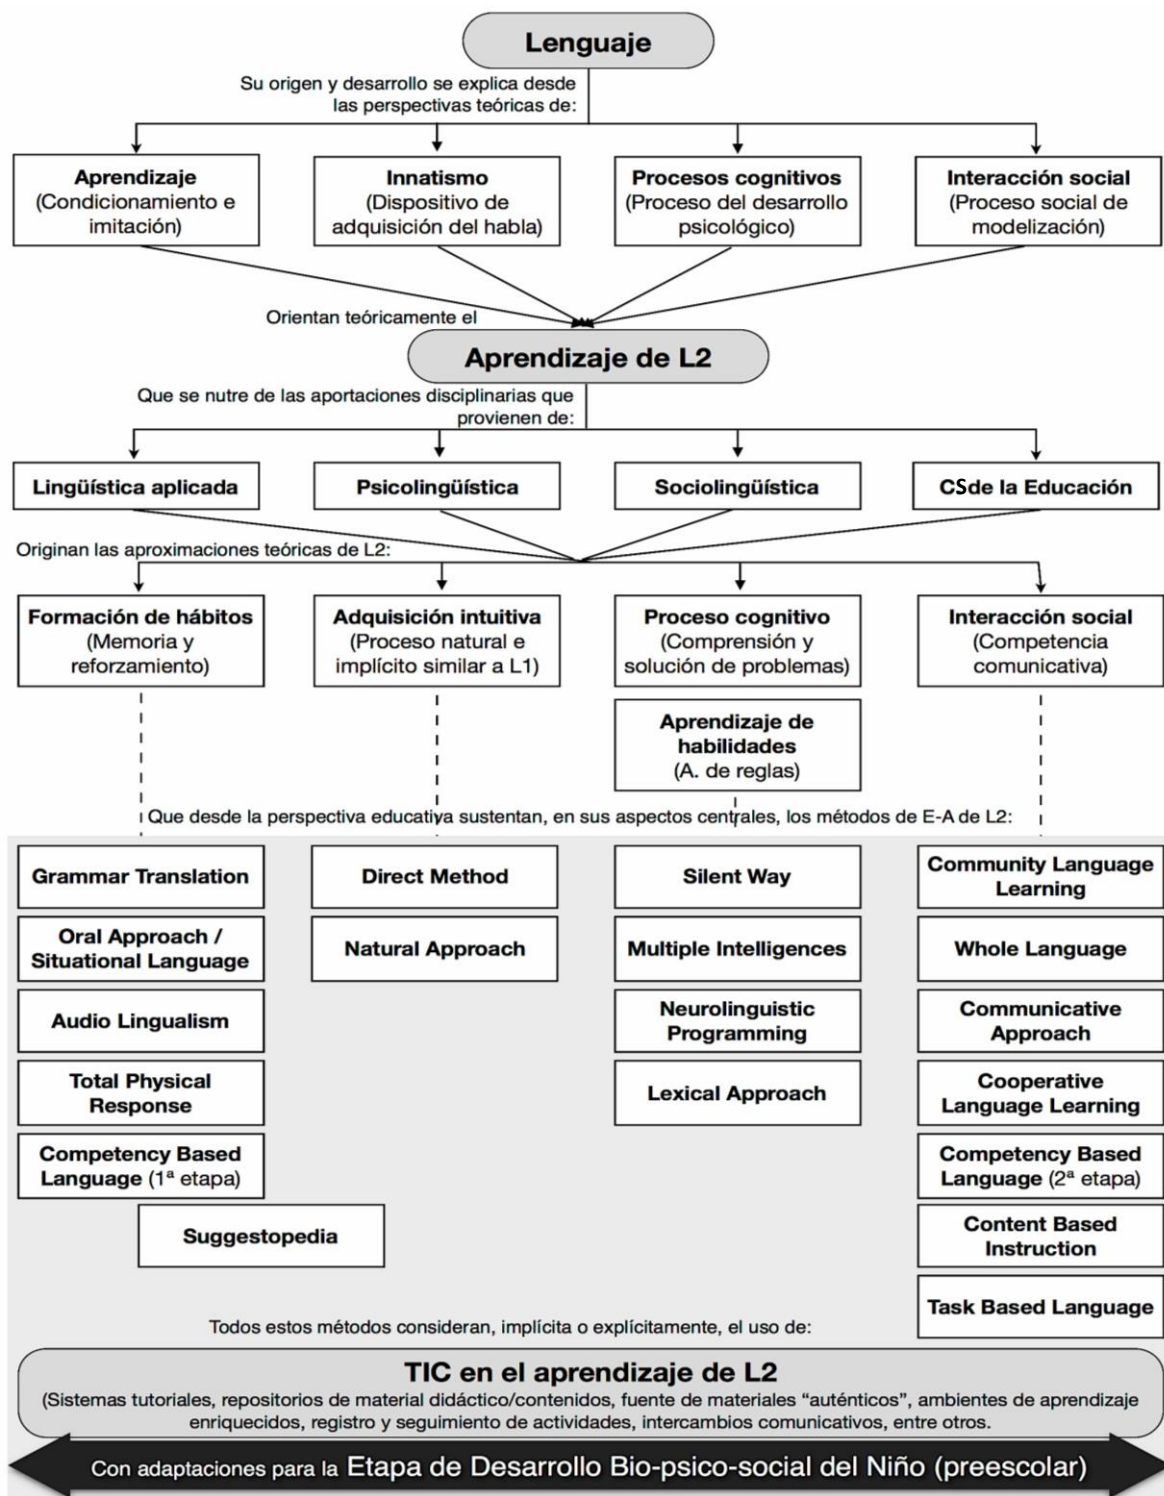 Lenguaje
Su origen y desarrollo se explica desde
las perspectivas teóricas de:
Aprendizaje
(Condicionamiento e
imitación)
Innatismo
(Dispositivo de
adquisición del habla)
Procesos cognitivos
(Proceso del desarrollo
psicológico)
Interacción social
(Proceso social de
modelización)
Orientan teóricamente el
Aprendizaje de L2
Que se nutre de las aportaciones disciplinarias que
provienen de:
Lingüística aplicada
Psicolingüística
Sociolingüística
CSde la Educación
Originan las aproximaciones teóricas de L2:
Formación de hábitos
(Memoria y
reforzamiento)
Adquisición intuitiva
(Proceso natural e
implícito similar a L1)
Proceso cognitivo
(Comprensión y
solución de problemas)
Interacción social
(Competencia
comunicativa)
Aprendizaje de
habilidades
(A. de reglas)
Que desde la perspectiva educativa sustentan, en sus aspectos centrales, los métodos de E-A de L2:
Grammar Translation
Oral Approach /
Situational Language
Audio Lingualism
Total Physical
Response
Competency Based
Language (1ª etapa)
Suggestopedia
Direct Method
Natural Approach
Silent Way
Multiple Intelligences
Neurolinguistic
Programming
Lexical Approach
Community Language
Learning
Whole Language
Communicative
Approach
Cooperative
Language Learning
Competency Based
Language (2ª etapa)
Content Based
Instruction
Task Based Language
Todos estos métodos consideran, implícita o explícitamente, el uso de:
TIC en el aprendizaje de L2
(Sistemas tutoriales, repositorios de material didáctico/contenidos, fuente de materiales “auténticos”, ambientes de aprendizaje
enriquecidos, registro y seguimiento de actividades, intercambios comunicativos, entre otros.
Con adaptaciones para la Etapa de Desarrollo Bio-psico-social del Niño (preescolar)